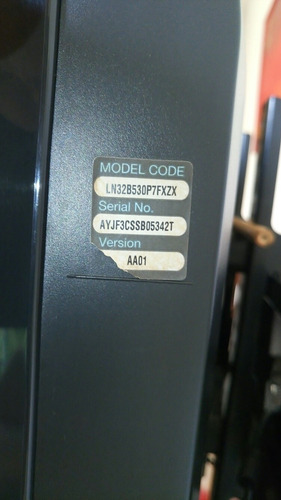 MODEL CODE
LN32B530P7FXZX
Serial No.
AYJF3CSSB05342T
Version
AA01